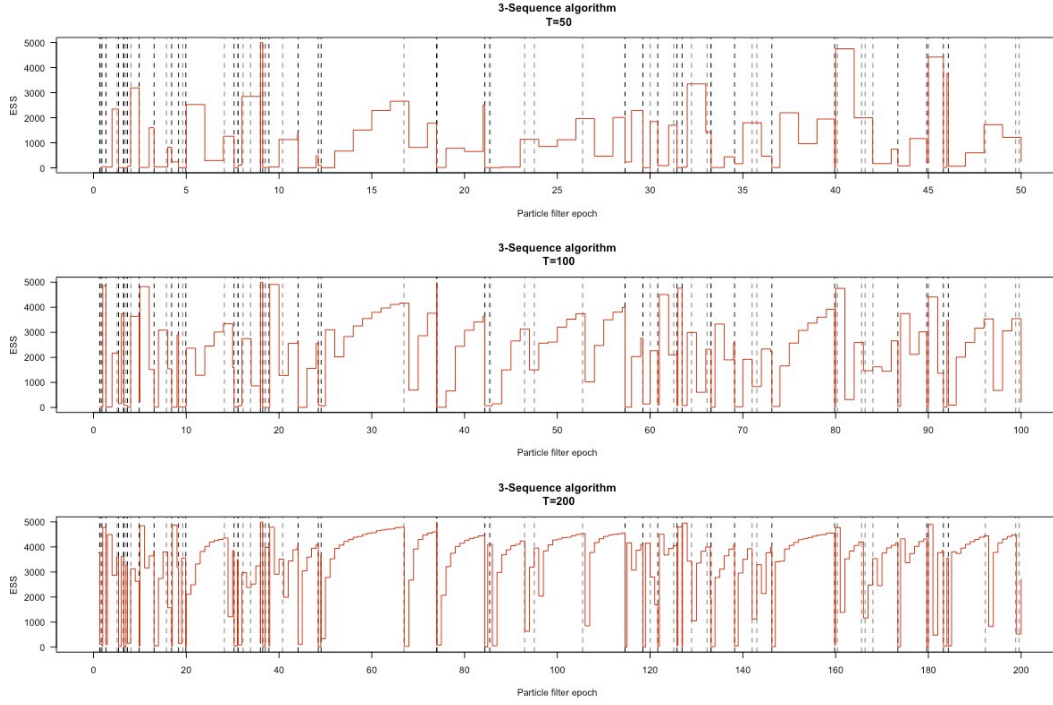 3-Sequence algorithm
T=50
ESS
5000
4000
3000
2000
1000
0
0 5 10 15 20 25 30 35 40 45 50
Particle filter epoch
3-Sequence algorithm
T=100
ESS
5000
4000
3000
2000
1000
0
0 10 20 30 40 50 60 70 80 90 100
Particle filter epoch
3-Sequence algorithm
T=200
ESS
5000
4000
3000
2000
1000
0
0 20 40 60 80 100 120 140 160 180 200
Particle filter epoch